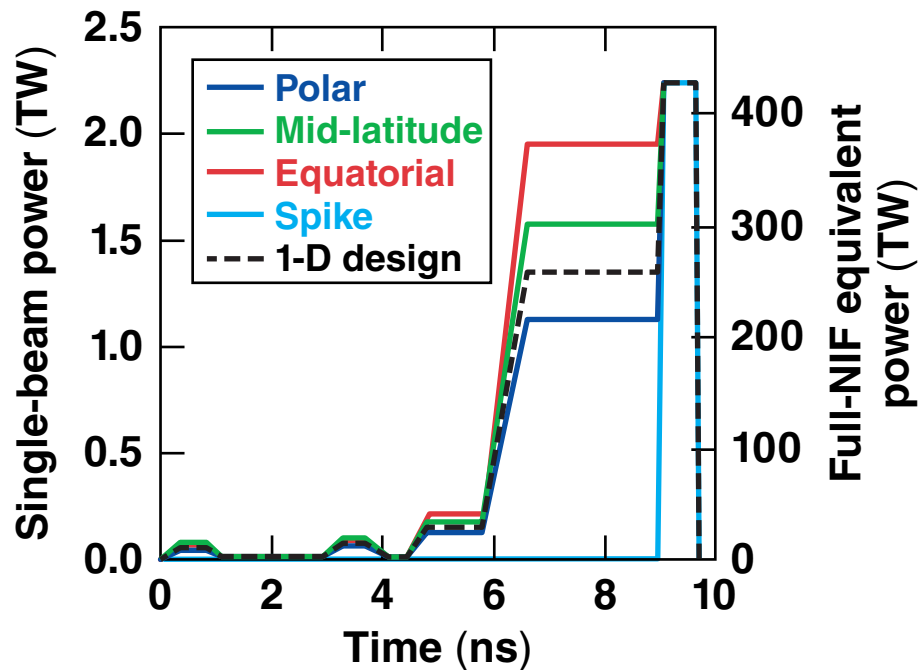 Single-beam power (TW)
2.5
2.0
1.5
1.0
0.5
0.0
Polar
Mid-latitude
Equatorial
Spike
1-D design
400
300
200
100
0
Full-NIF equivalent
power (TW)
0
2
4
6
8
10
Time (ns)